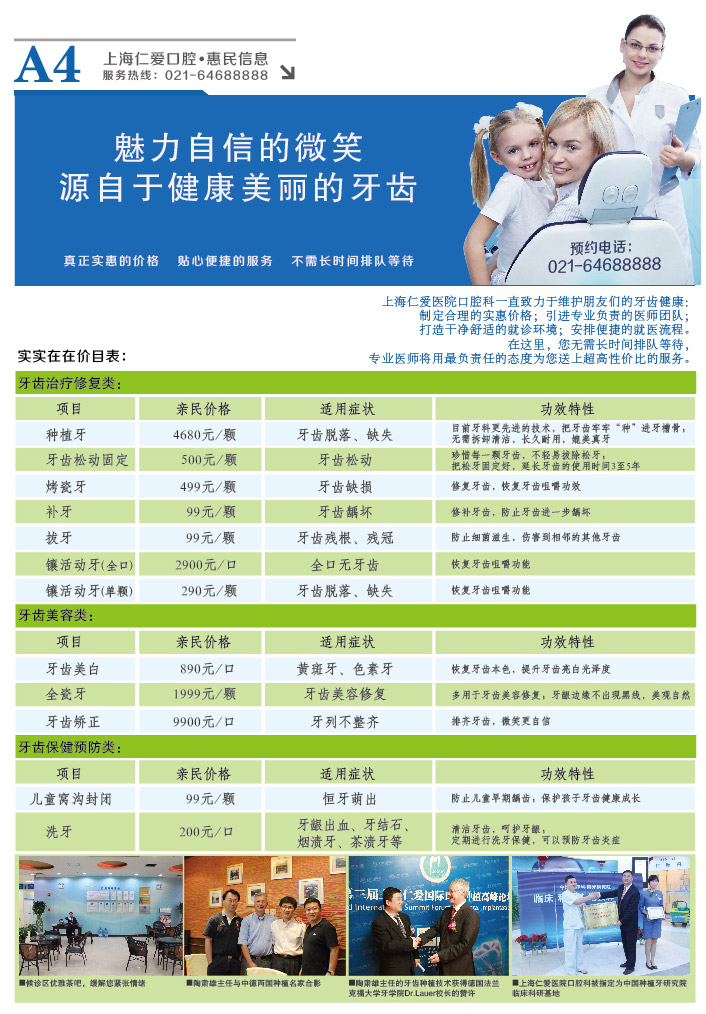 A4
上海仁爱口腔•惠民信息
服务热线：021-64688888
魅力自信的微笑
源自于健康美丽的牙齿
真正实惠的价格 贴心便捷的服务 不需长时间排队等待
预约电话：
021-64688888
上海仁爱医院口腔科一直致力于维护朋友们的牙齿健康：
制定合理的实惠价格；引进专业负责的医师团队；
打造干净舒适的就诊环境；安排便捷的就医流程。
在这里，您无需长时间排队等待，
专业医师将用最负责任的态度为您送上超高性价比的服务。
实实在在价目表：
牙齿治疗修复类：
项目 亲民价格 适用症状 功效特性
种植牙 4680元/颗 牙齿脱落、缺失 目前牙科更先进的技术，把牙齿牢牢“种”进牙槽骨；
无需拆卸清洁，长久耐用，媲美真牙
牙齿松动固定 500元/颗 牙齿松动 珍惜每一颗牙齿，不轻易拔除松牙；
把松牙固定好，延长牙齿的使用时间3至5年
烤瓷牙 499元/颗 牙齿缺损 修复牙齿，恢复牙齿咀嚼功效
补牙 99元/颗 牙齿龋坏 修补牙齿，防止牙齿进一步龋坏
拔牙 99元/颗 牙齿残根、残冠 防止细菌滋生，伤害到相邻的其他牙齿
镶活动牙(全口) 2900元/口 全口无牙齿 恢复牙齿咀嚼功能
镶活动牙(单颗) 290元/颗 牙齿脱落、缺失 恢复牙齿咀嚼功能
牙齿美容类：
项目 亲民价格 适用症状 功效特性
牙齿美白 890元/口 黄斑牙、色素牙 恢复牙齿本色，提升牙齿亮白光泽度
全瓷牙 1999元/颗 牙齿美容修复 多用于牙齿美容修复；牙龈边缘不出现黑线，美观自然
牙齿矫正 9900元/口 牙列不整齐 排齐牙齿，微笑更自信
牙齿保健预防类：
项目 亲民价格 适用症状 功效特性
儿童窝沟封闭 99元/颗 恒牙萌出 防止儿童早期龋齿；保护孩子牙齿健康成长
洗牙 200元/口 牙龈出血、牙结石、
烟渍牙、茶渍牙等 清洁牙齿、呵护牙龈；
定期进行洗牙保健，可以预防牙齿炎症
第三届
仁爱国际
种植高峰论
Summit Forum
临床
■候诊区优雅茶吧，缓解您紧张情绪
■陶肃雄主任与中德两国种植名家合影
■陶肃雄主任的牙齿种植技术获得德国法兰
克福大学牙学院Dr.Lauer校长的赞许
■上海仁爱医院口腔科被指定为中国种植牙研究院
临床科研基地